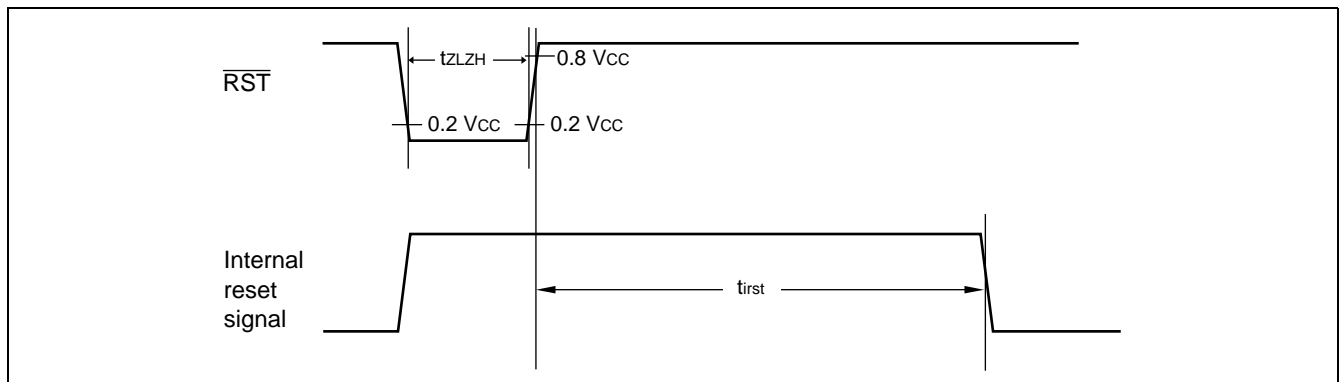 tZLZH
0.8 VCC
RST
0.2 VCC
0.2 VCC
Internal
reset
signal
tirst